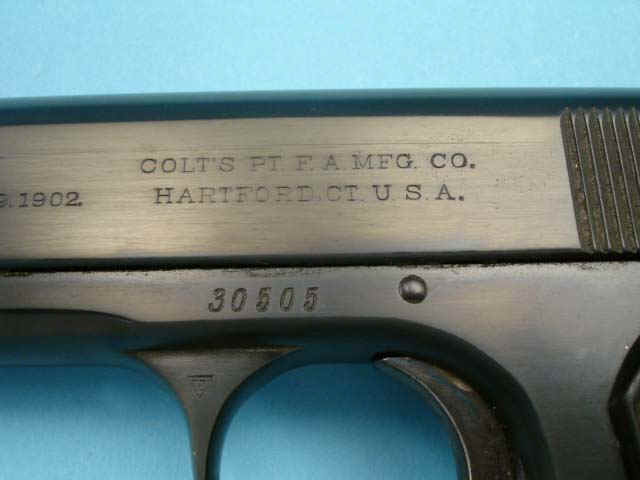 COLT'S PT. F. A. MFG. CO.
9.1902. HARTFORD. CT. U. S. A.
30505